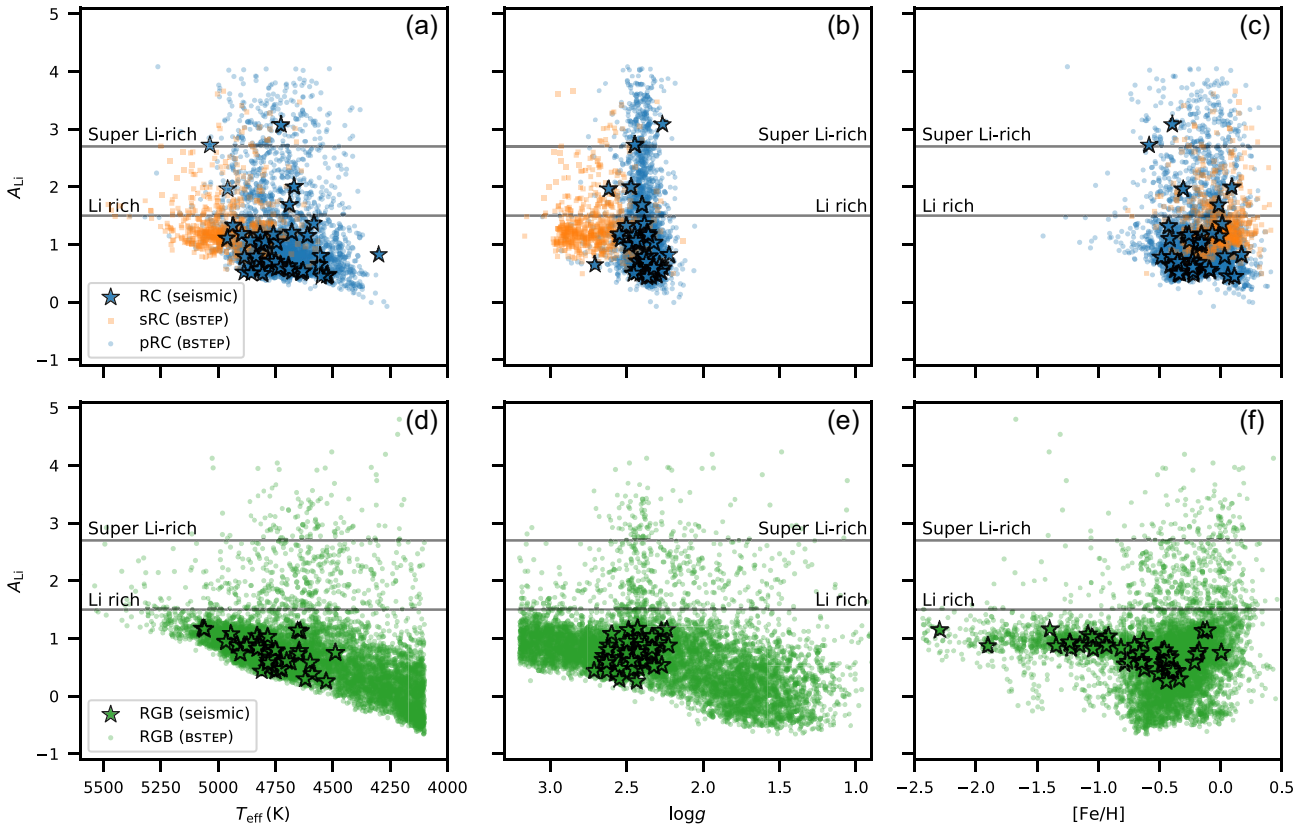 (a)
(b)
(c)
5
4
3
2
1
0
−1
A_Li
Super Li-rich
Li rich
RC (seismic)
sRC (BSTEP)
pRC (BSTEP)
Super Li-rich
Li rich
Super Li-rich
Li rich
(d)
(e)
(f)
5
4
3
2
1
0
−1
A_Li
Super Li-rich
Li rich
RGB (seismic)
RGB (BSTEP)
Super Li-rich
Li rich
Super Li-rich
Li rich
5500 5250 5000 4750 4500 4250 4000
T_eff (K)
3.0 2.5 2.0 1.5 1.0
log g
−2.5 −2.0 −1.5 −1.0 −0.5 0.0 0.5
[Fe/H]